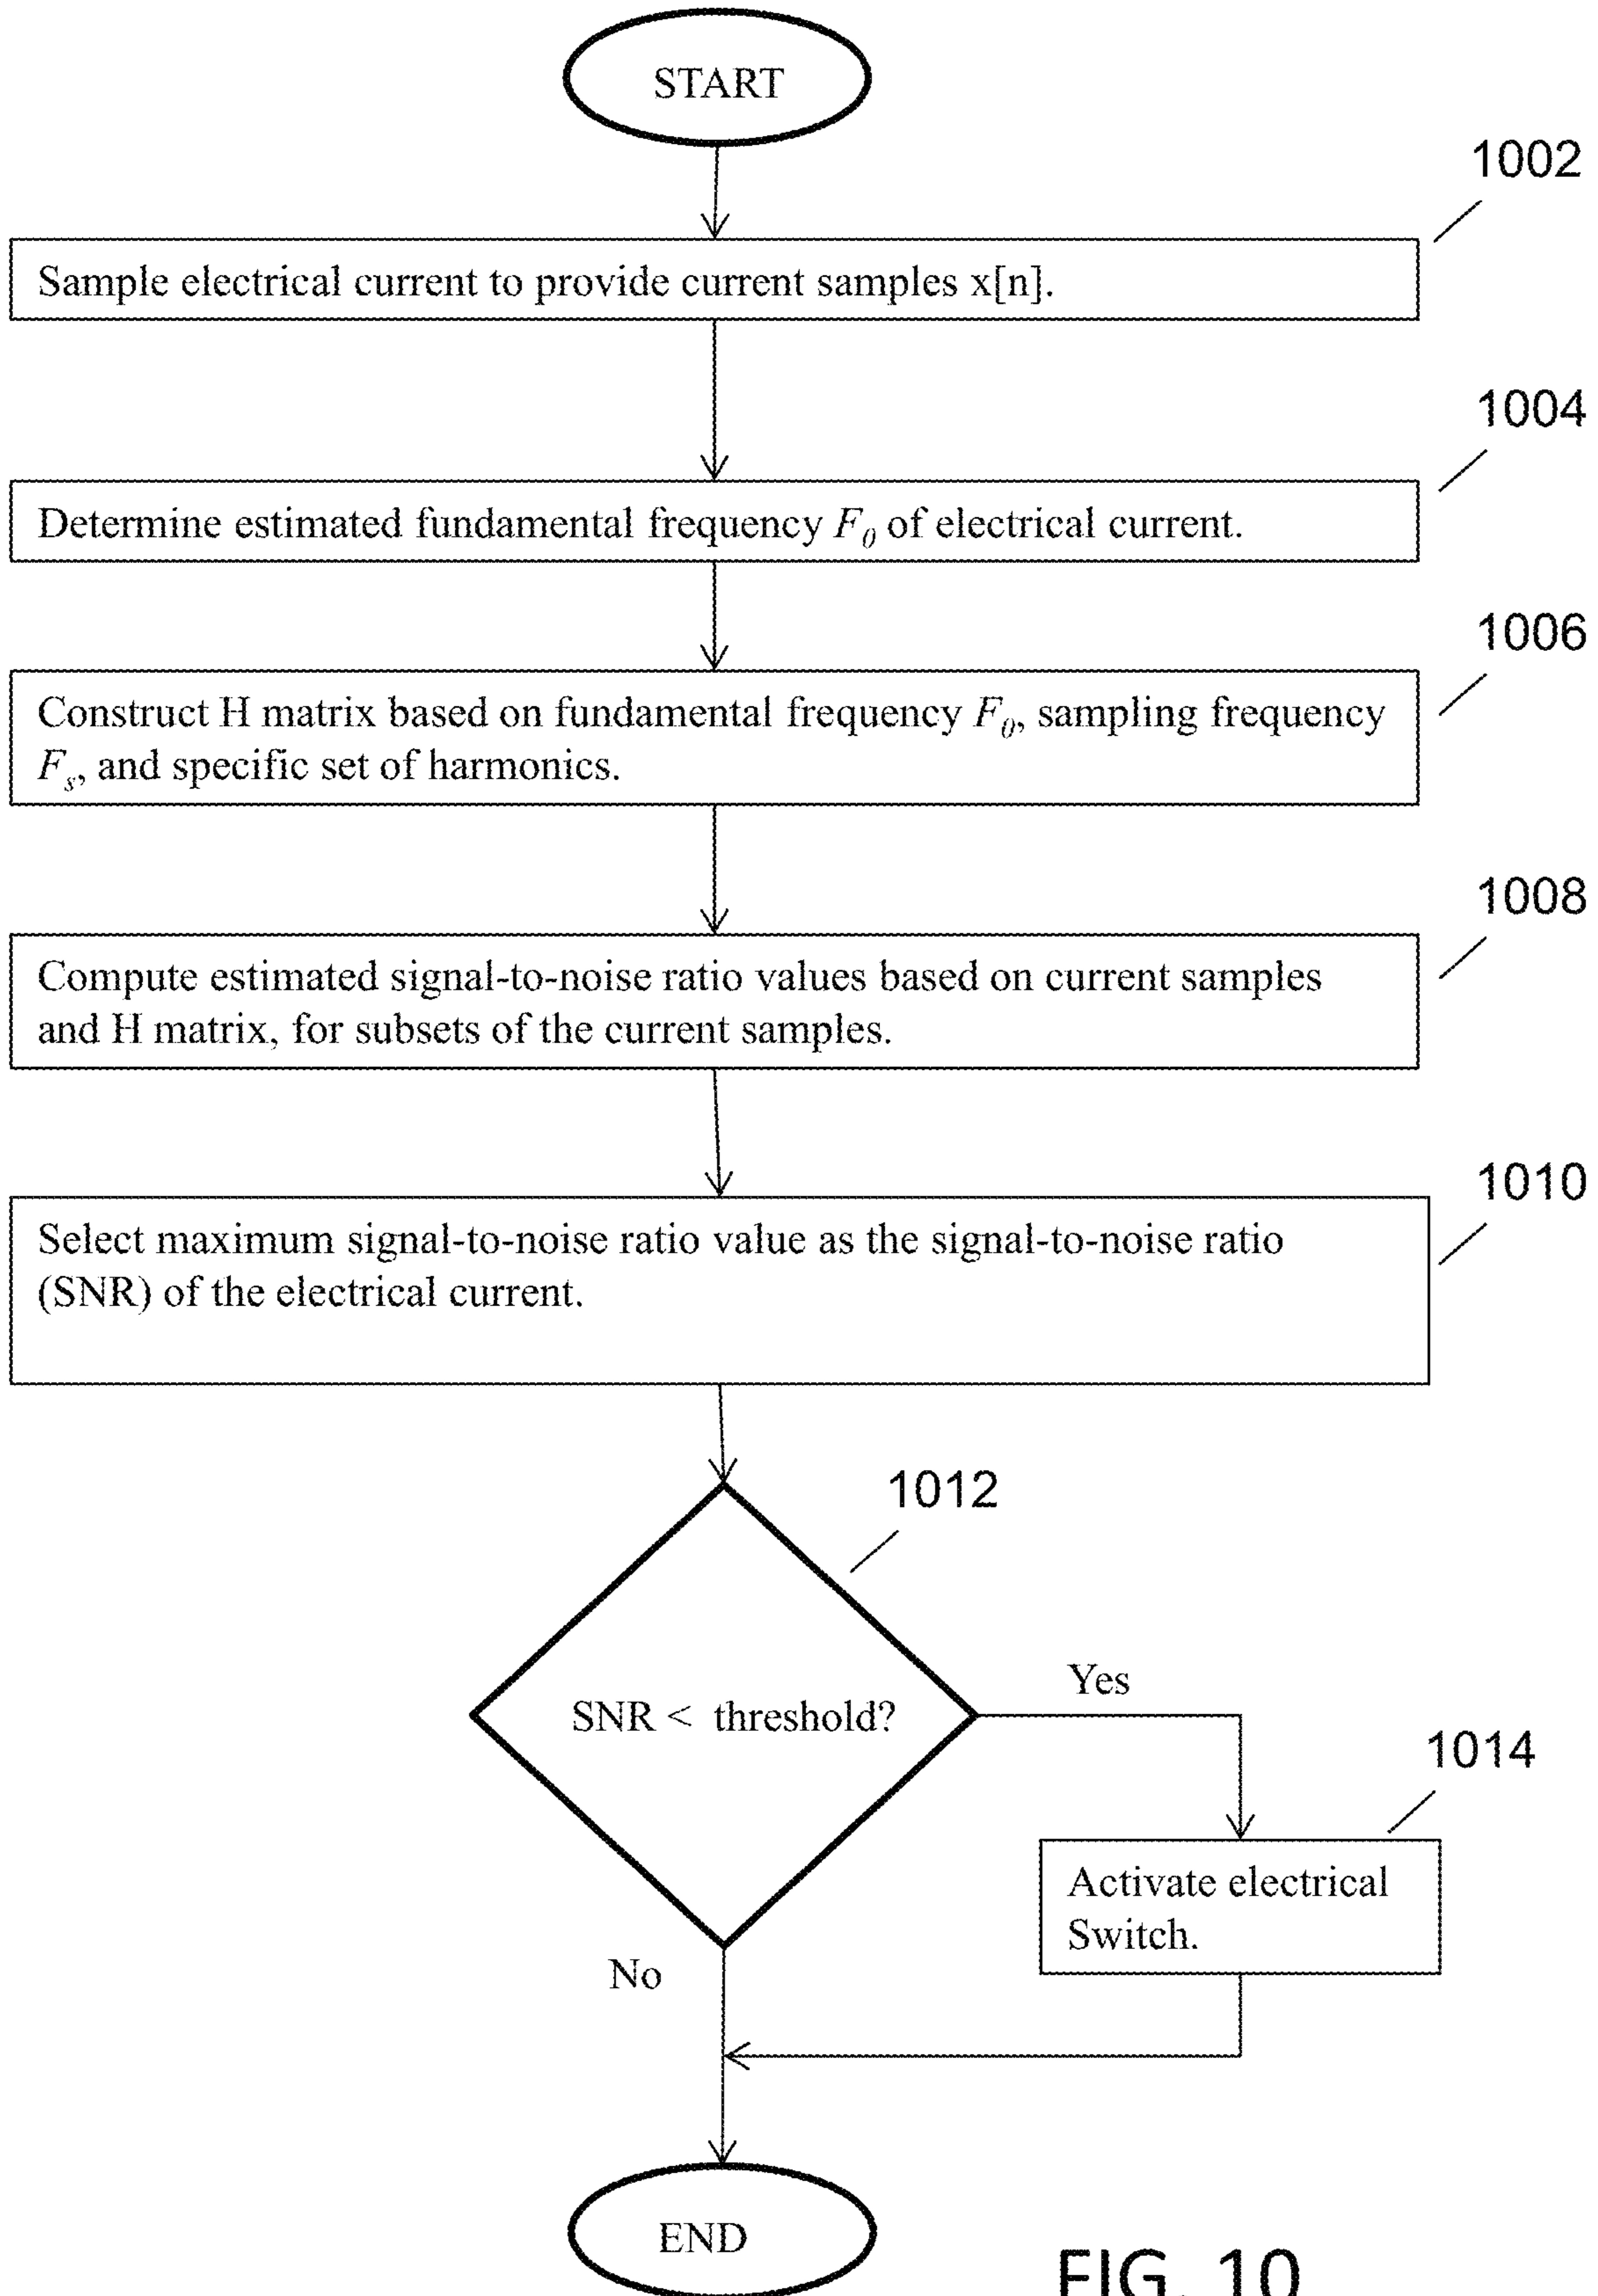 START
1002
Sample electrical current to provide current samples x[n].
1004
Determine estimated fundamental frequency F₀ of electrical current.
1006
Construct H matrix based on fundamental frequency F₀, sampling frequency
Fₛ, and specific set of harmonics.
1008
Compute estimated signal-to-noise ratio values based on current samples
and H matrix, for subsets of the current samples.
1010
Select maximum signal-to-noise ratio value as the signal-to-noise ratio
(SNR) of the electrical current.
1012
SNR < threshold?
Yes
1014
Activate electrical
Switch.
No
END
FIG. 10